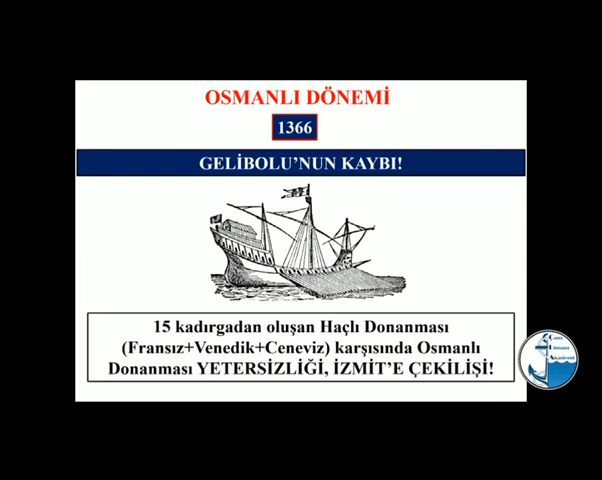 OSMANLI DÖNEMİ
1366
GELİBOLU’NUN KAYBI!
15 kadırgadan oluşan Haçlı Donanması
(Fransız+Venedik+Ceneviz) karşısında Osmanlı
Donanması YETERSİZLİĞİ, İZMİT’E ÇEKİLİŞİ!